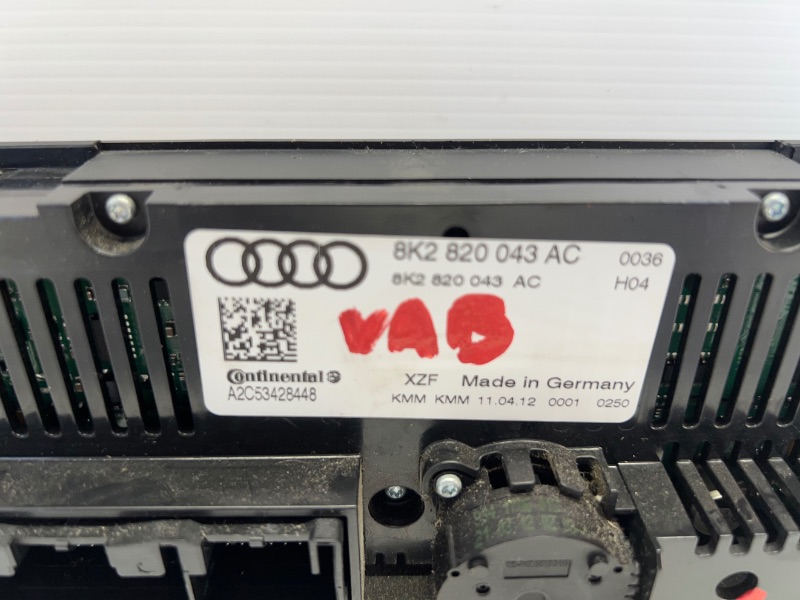 8K2 820 043 AC 0036
8K2 820 043 AC H04
VAB
Continental
A2C53428448
XZF Made in Germany
KMM KMM 11.04.12 0001 0250